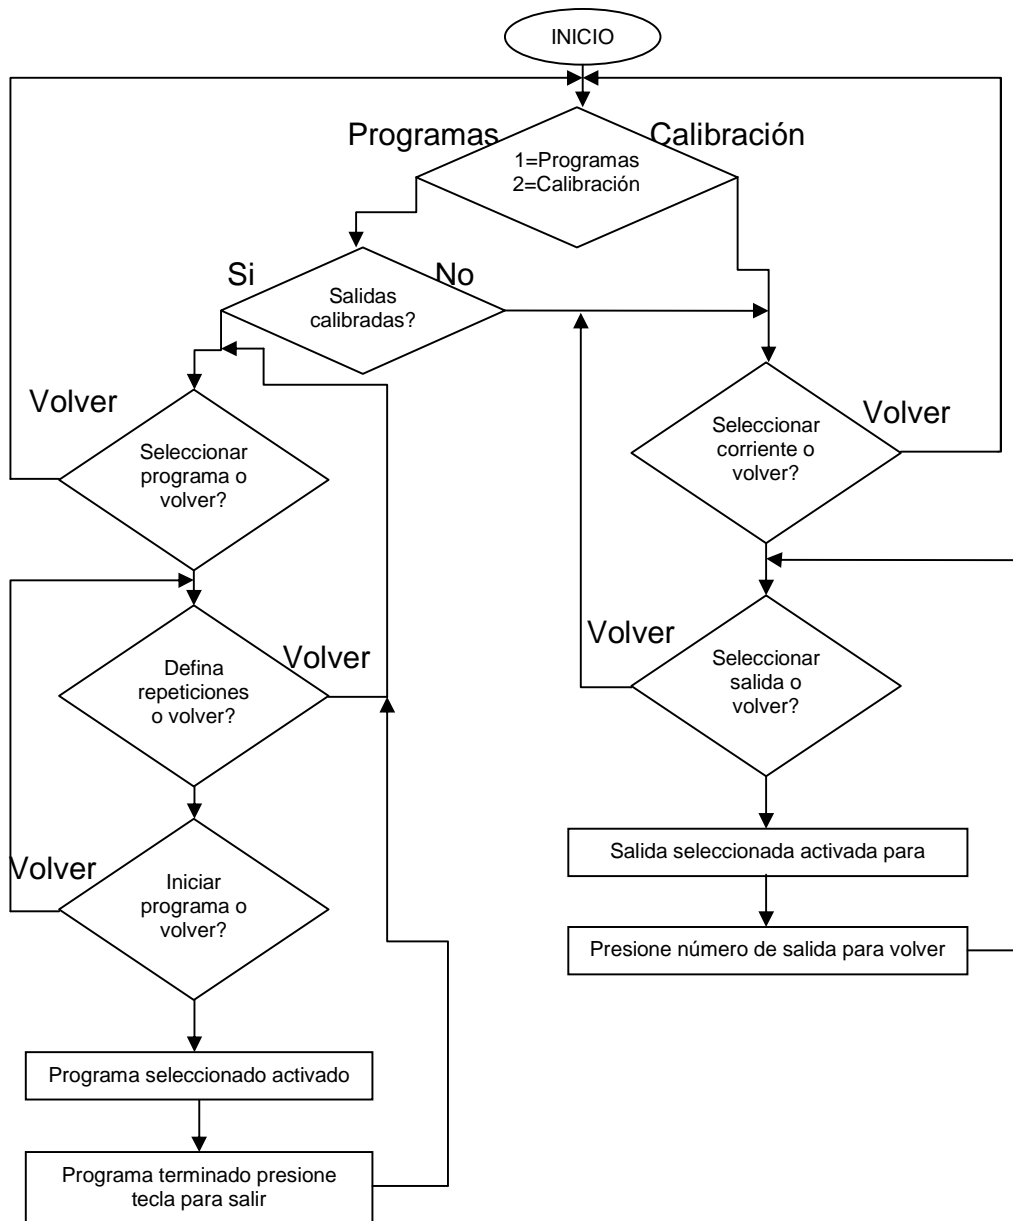 INICIO
Programas
Calibración
1=Programas
2=Calibración
Si
No
Salidas
calibradas?
Volver
Seleccionar
programa o
volver?
Seleccionar
corriente o
volver?
Volver
Defina
repeticiones
o volver?
Volver
Volver
Seleccionar
salida o
volver?
Volver
Iniciar
programa o
volver?
Salida seleccionada activada para
Presione número de salida para volver
Programa seleccionado activado
Programa terminado presione
tecla para salir